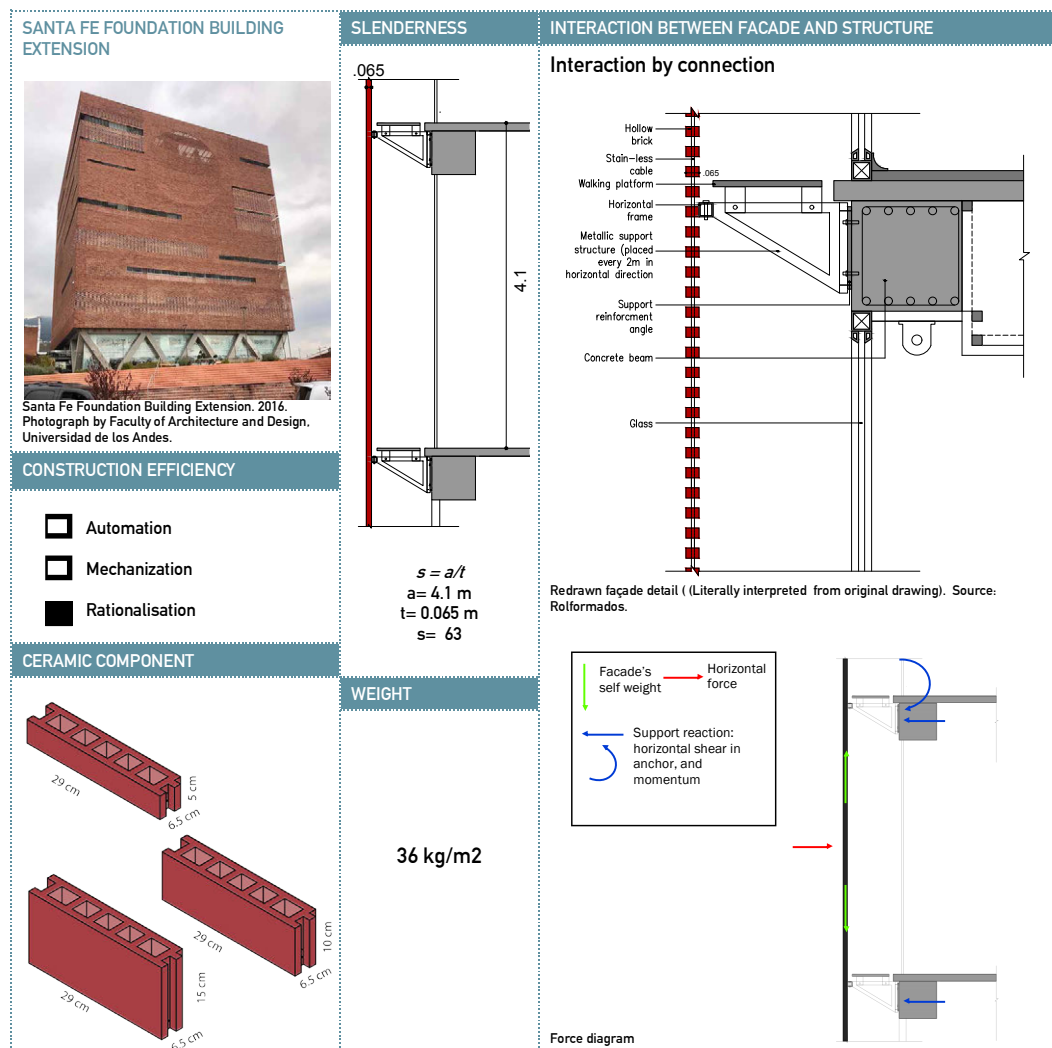 SANTA FE FOUNDATION BUILDING
EXTENSION
Santa Fe Foundation Building Extension. 2016.
Photograph by Faculty of Architecture and Design,
Universidad de los Andes.
CONSTRUCTION EFFICIENCY
Automation
Mechanization
Rationalisation
CERAMIC COMPONENT
29 cm
6.5 cm
5 cm
29 cm
6.5 cm
10 cm
29 cm
6.5 cm
15 cm
SLENDERNESS
.065
4.1
s = a/t
a= 4.1 m
t= 0.065 m
s= 63
WEIGHT
36 kg/m2
INTERACTION BETWEEN FACADE AND STRUCTURE
Interaction by connection
Hollow
brick
Stain-less
cable
.065
Walking platform
Horizontal
frame
Metallic support
structure (placed
every 2m in
horizontal direction
Support
reinforcment
angle
Concrete beam
Glass
Redrawn façade detail ( (Literally interpreted from original drawing). Source:
Rolformados.
Facade's
self weight
Horizontal
force
Support reaction:
horizontal shear in
anchor, and
momentum
Force diagram